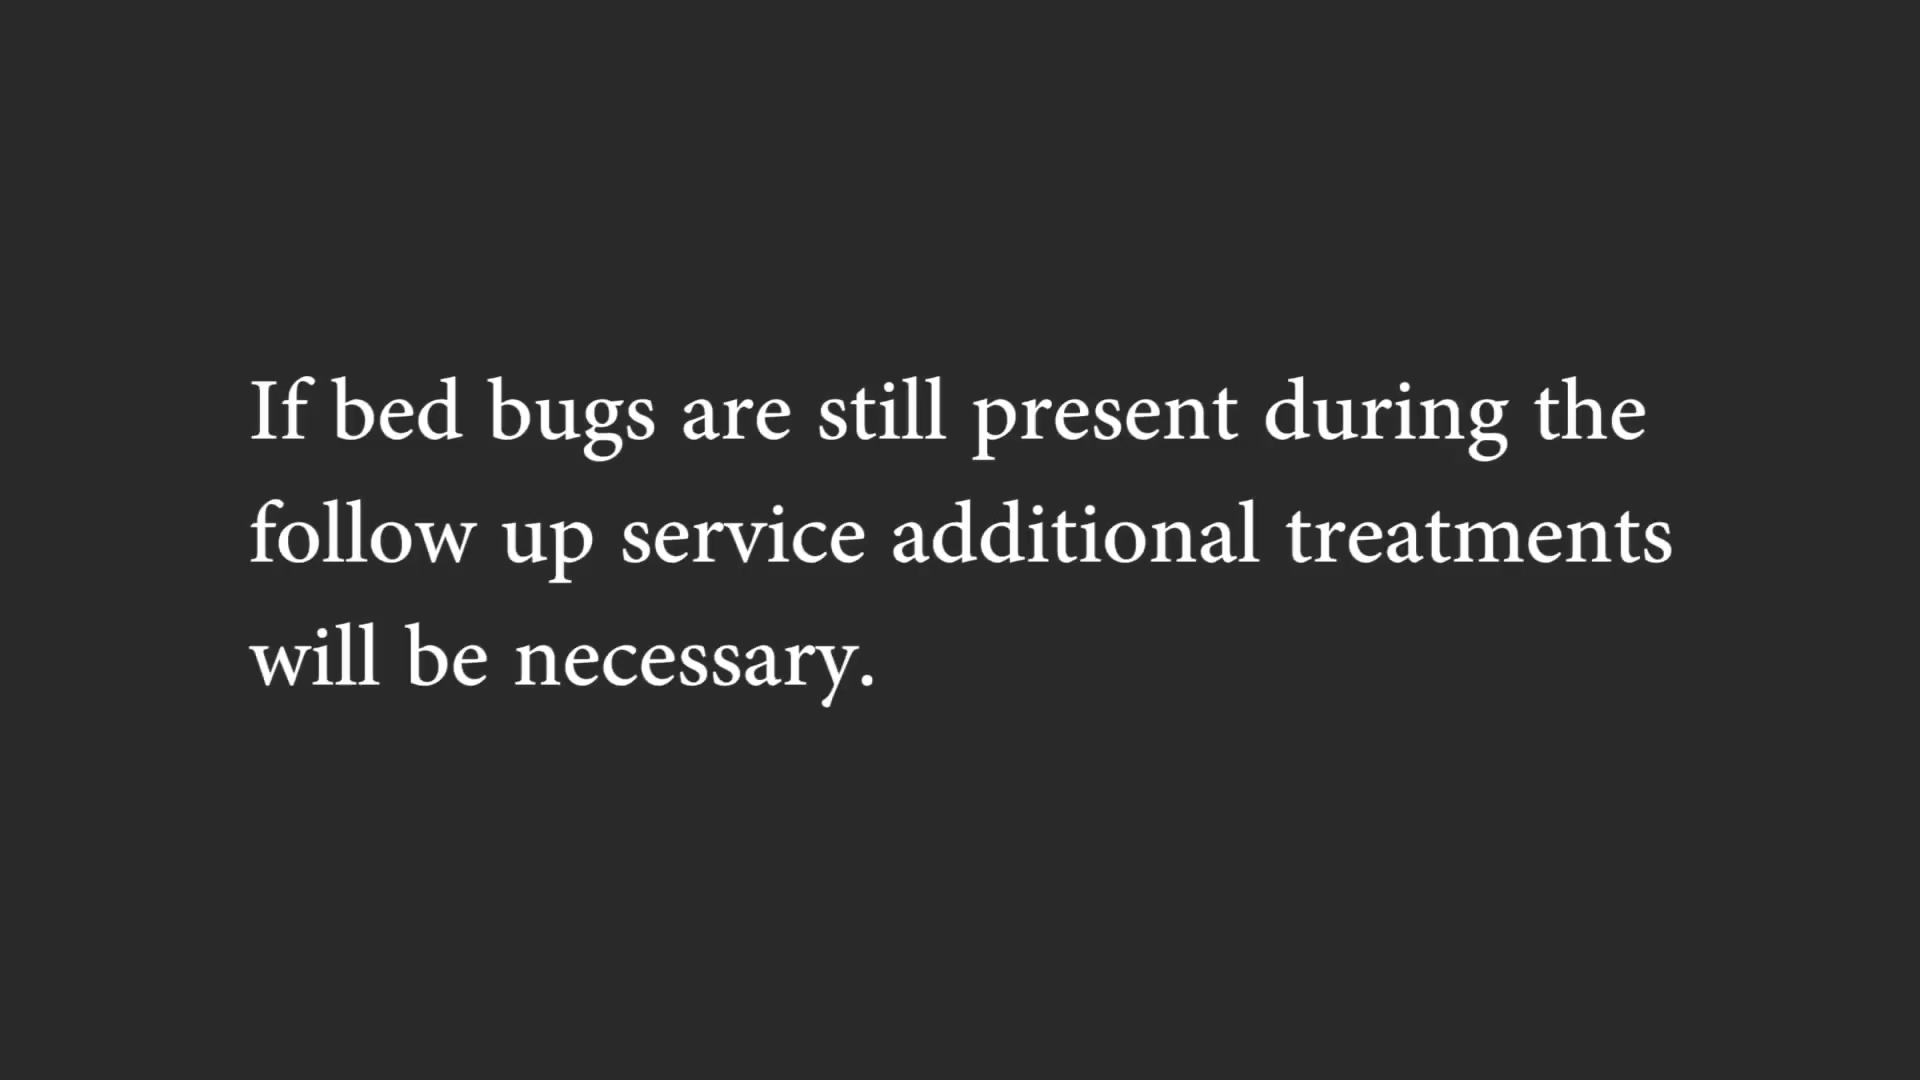 If bed bugs are still present during the
follow up service additional treatments
will be necessary.